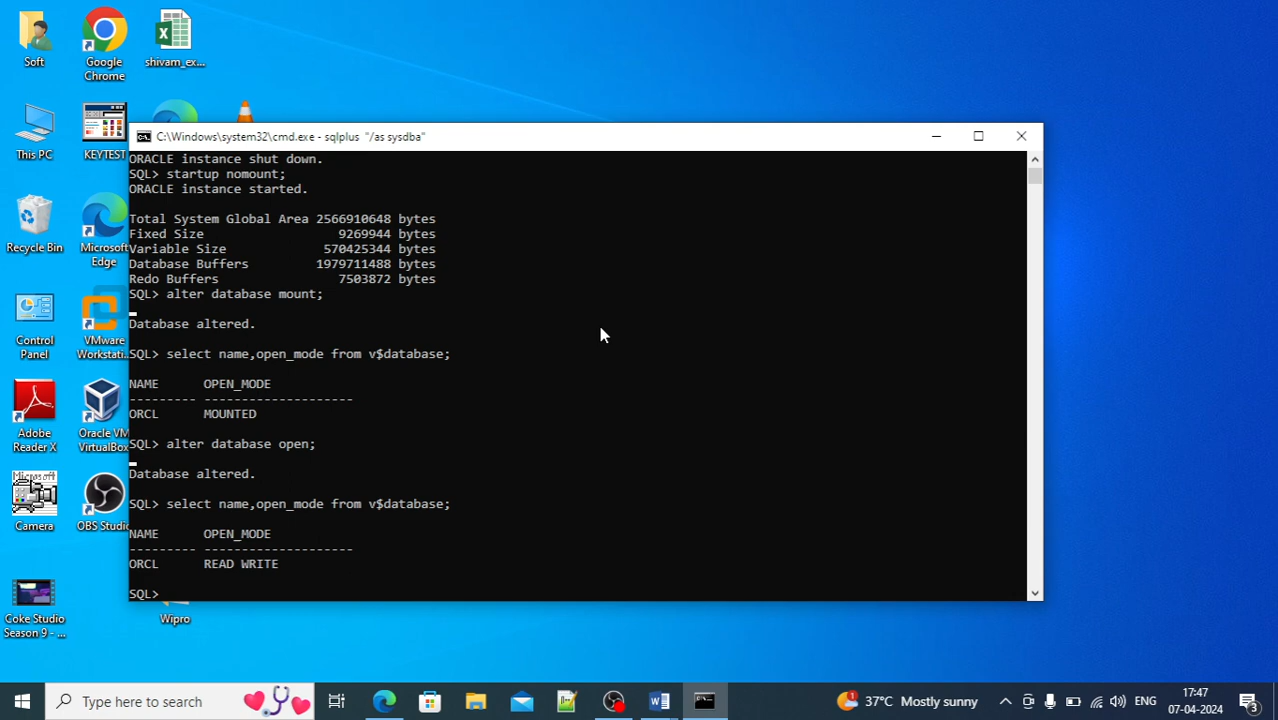 Soft
Google Chrome
shivam_ex...
This PC
KEYTEST
Recycle Bin
Microsoft Edge
Control Panel
VMware Workstati...
Adobe Reader X
Oracle VM VirtualBox
Microsoft
Camera
OBS Studio
Coke Studio Season 9 - ...
Wipro
C:\Windows\system32\cmd.exe - sqlplus "/as sysdba"
ORACLE instance shut down.
SQL> startup nomount;
ORACLE instance started.
Total System Global Area 2566910648 bytes
Fixed Size 9269944 bytes
Variable Size 570425344 bytes
Database Buffers 1979711488 bytes
Redo Buffers 7503872 bytes
SQL> alter database mount;
Database altered.
SQL> select name,open_mode from v$database;
NAME OPEN_MODE
--------- --------------------
ORCL MOUNTED
SQL> alter database open;
Database altered.
SQL> select name,open_mode from v$database;
NAME OPEN_MODE
--------- --------------------
ORCL READ WRITE
SQL>
Type here to search
37°C Mostly sunny
ENG
17:47
07-04-2024
3